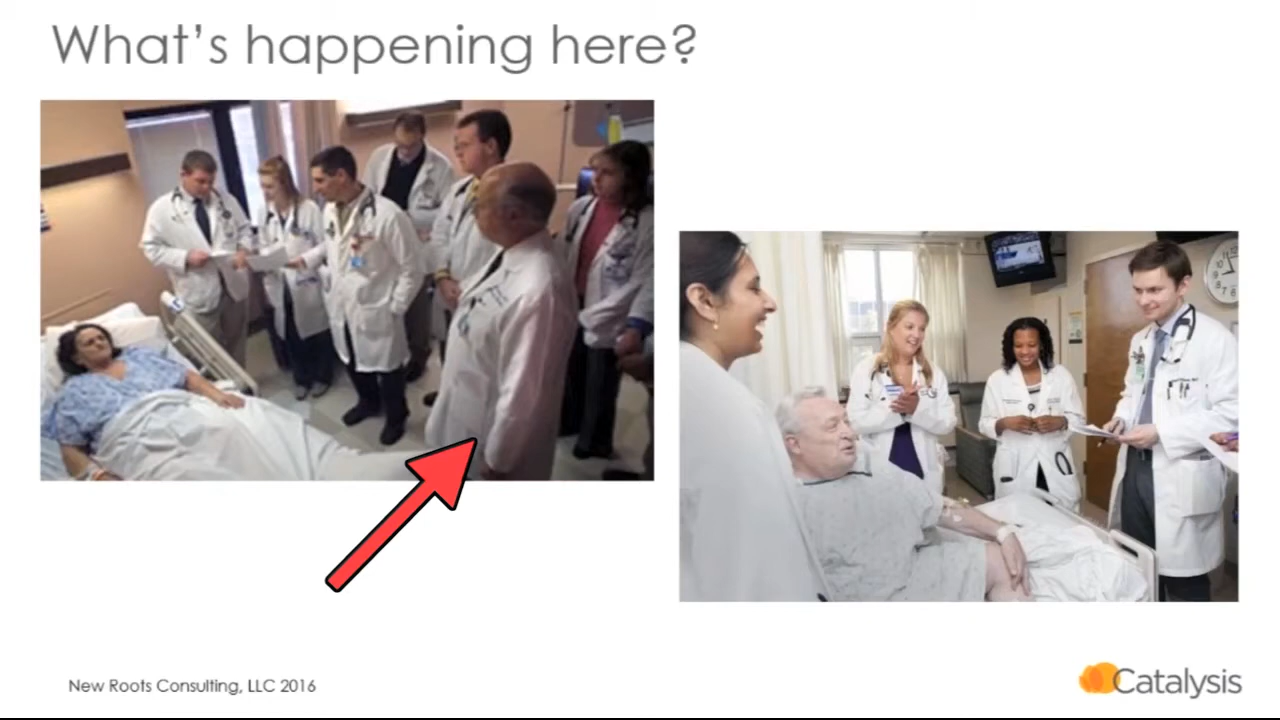 What's happening here?
New Roots Consulting, LLC 2016
Catalysis